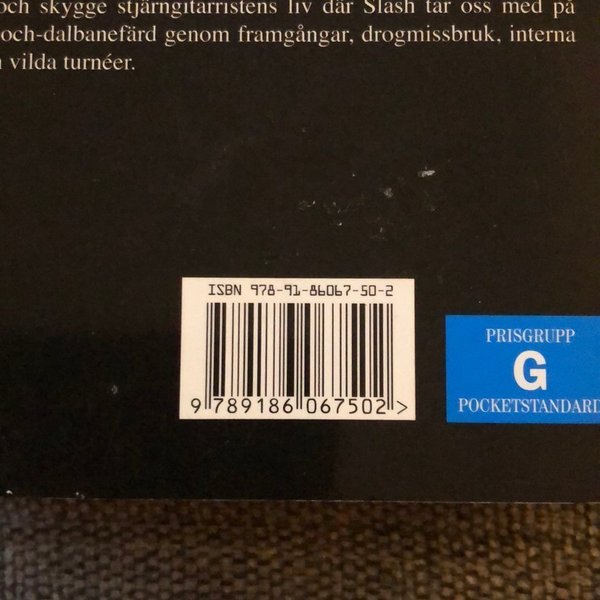 och skygge stjärngitarristens liv där Slash tar oss med på
-och-dalbanefärd genom framgångar, drogmissbruk, interna
vilda turnéer.
ISBN 978-91-86067-50-2
9 789186 067502 >
PRISGRUPP
G
POCKETSTANDARD